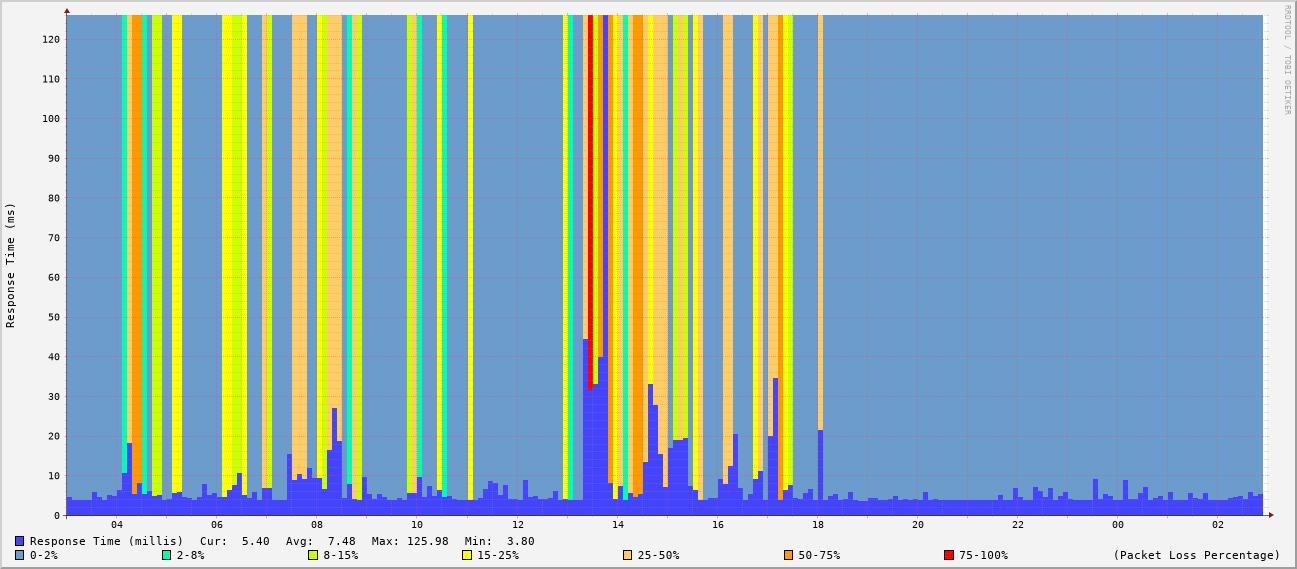 RRDTOOL / TOBI OETIKER
Response Time (ms)
120
110
100
90
80
70
60
50
40
30
20
10
0
04 06 08 10 12 14 16 18 20 22 00 02
Response Time (millis) Cur: 5.40 Avg: 7.48 Max: 125.98 Min: 3.80
0-2% 2-8% 8-15% 15-25% 25-50% 50-75% 75-100% (Packet Loss Percentage)